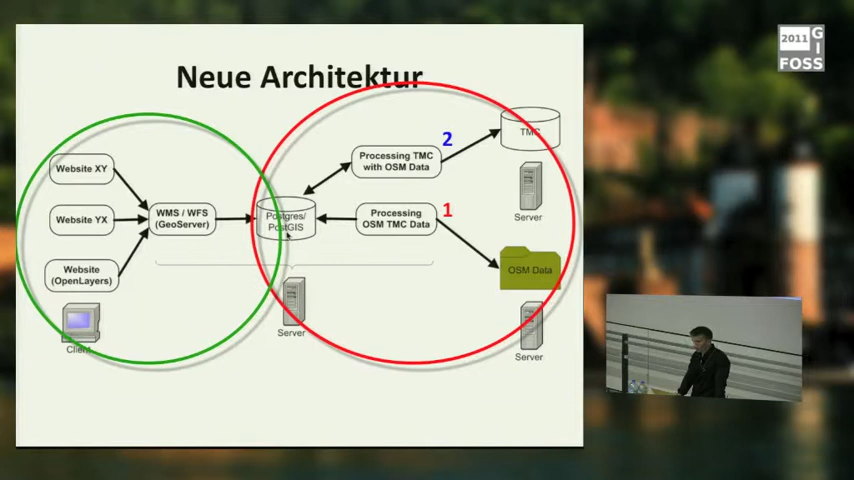 Neue Architektur
2011
GI
FOSS
TMC
2
Processing TMC
with OSM Data
Server
Website XY
WMS / WFS
(GeoServer)
Website YX
Postgres/
PostGIS
1
Processing
OSM TMC Data
OSM Data
Website
(OpenLayers)
Client
Server
Server